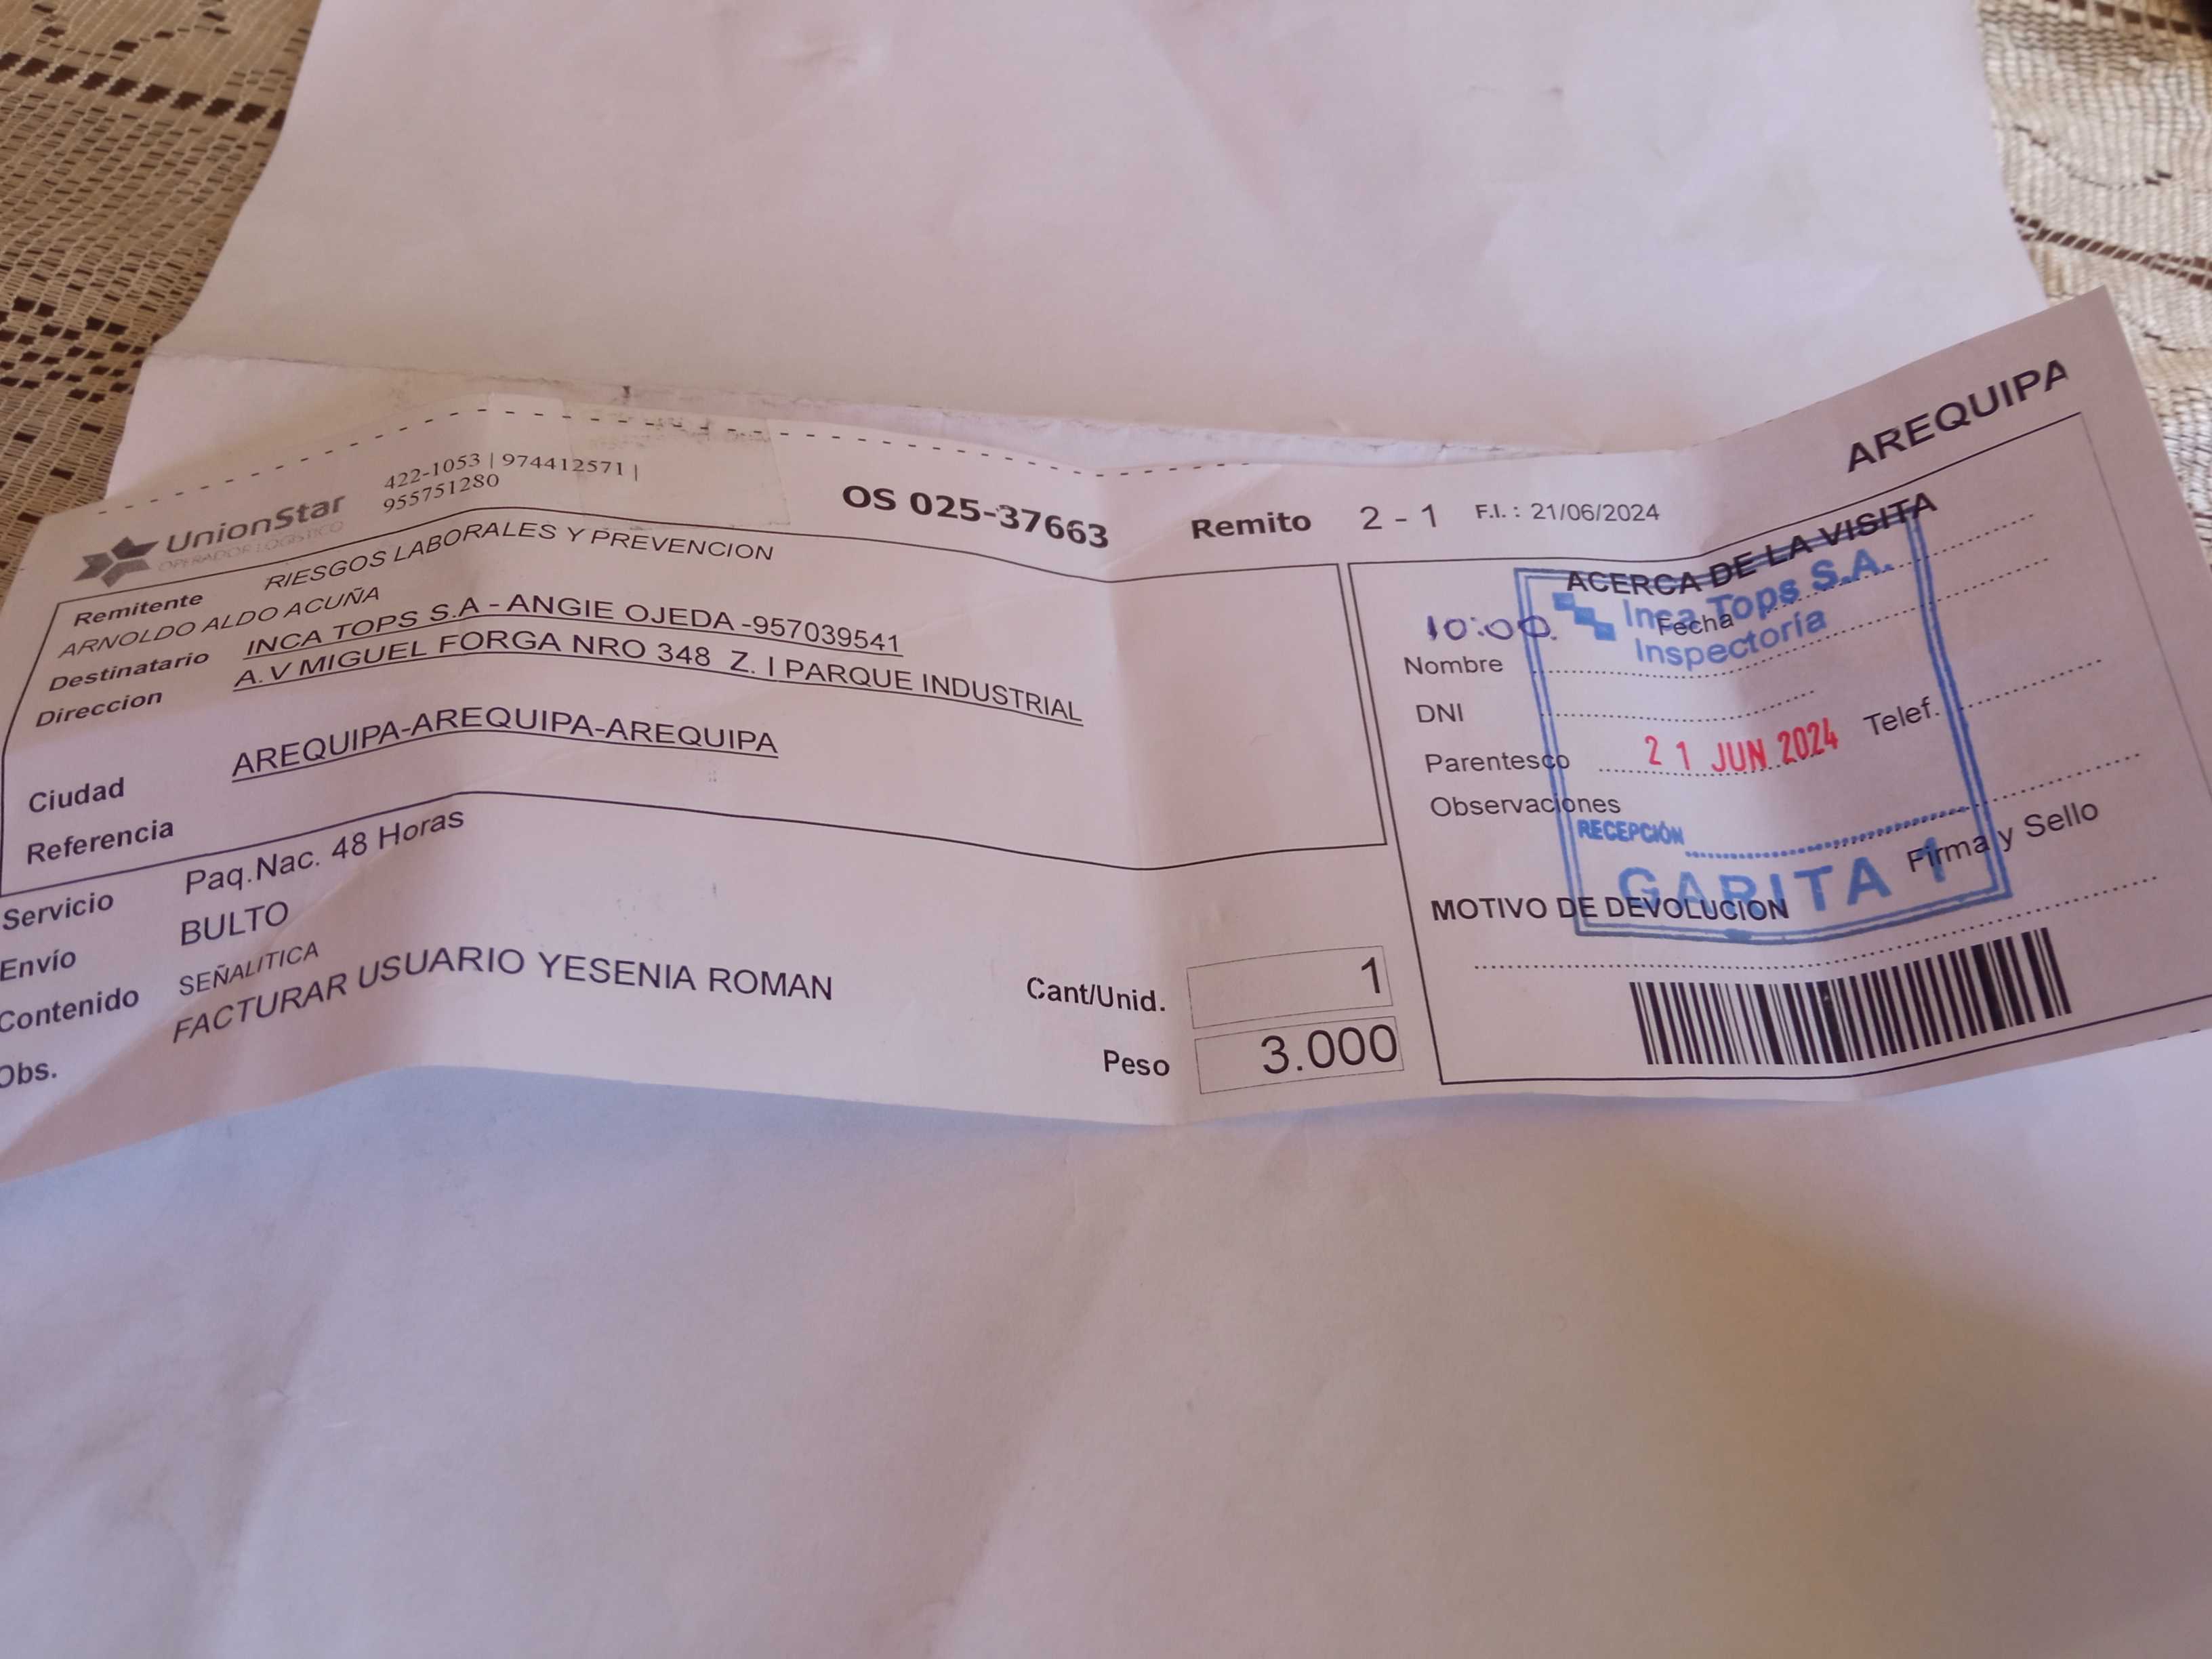 UnionStar
OPERADOR LOGISTICO
422-1053 | 974412571 |
955751280
OS 025-37663
Remito 2 - 1 F.I. : 21/06/2024
AREQUIPA
Remitente RIESGOS LABORALES Y PREVENCION
ARNOLDO ALDO ACUÑA
Destinatario INCA TOPS S.A - ANGIE OJEDA -957039541
Direccion A. V MIGUEL FORGA NRO 348 Z. I PARQUE INDUSTRIAL
Ciudad AREQUIPA-AREQUIPA-AREQUIPA
Referencia
Servicio Paq.Nac. 48 Horas
Envío BULTO
Contenido SEÑALITICA
Obs. FACTURAR USUARIO YESENIA ROMAN
Cant/Unid. 1
Peso 3.000
ACERCA DE LA VISITA
10:00.
Fecha
Nombre
DNI
Parentesco
Telef.
Observaciones
Firma y Sello
MOTIVO DE DEVOLUCION
Inca Tops S.A.
Inspectoría
21 JUN 2024
RECEPCIÓN
GARITA 1